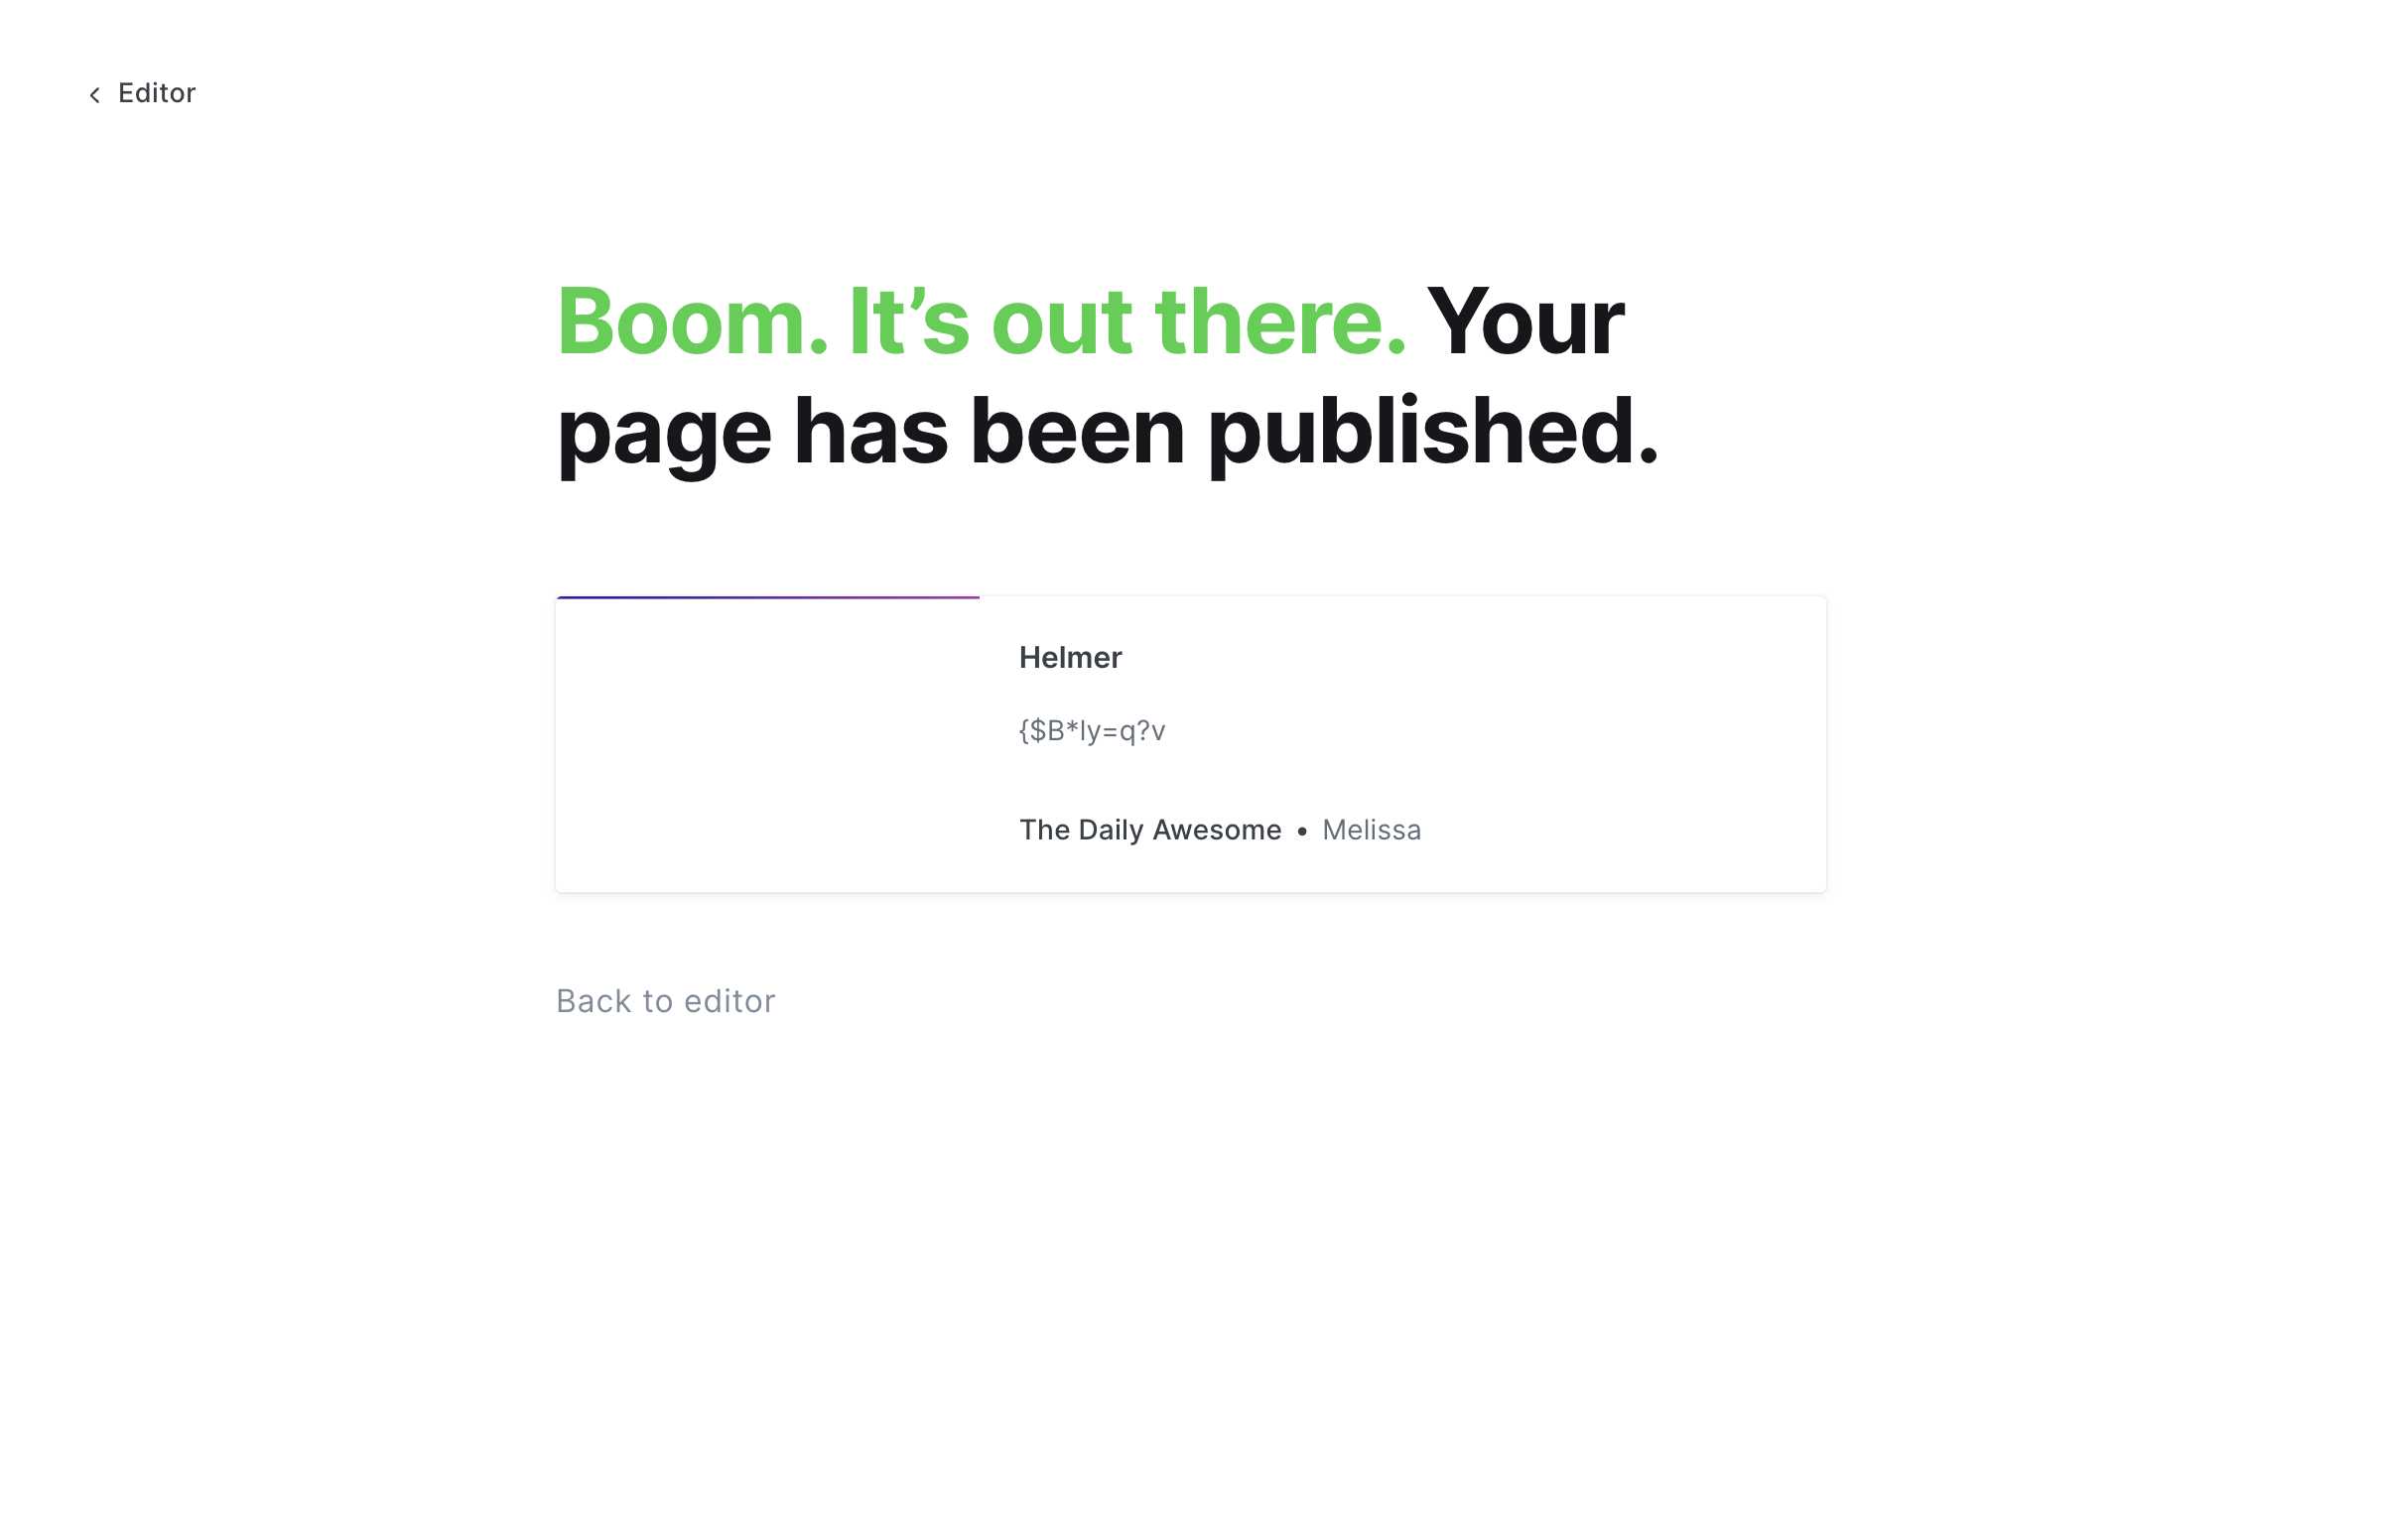 Editor
Boom. It’s out there. Your
page has been published.
Helmer
{$B*ly=q?v
The Daily Awesome • Melissa
Back to editor